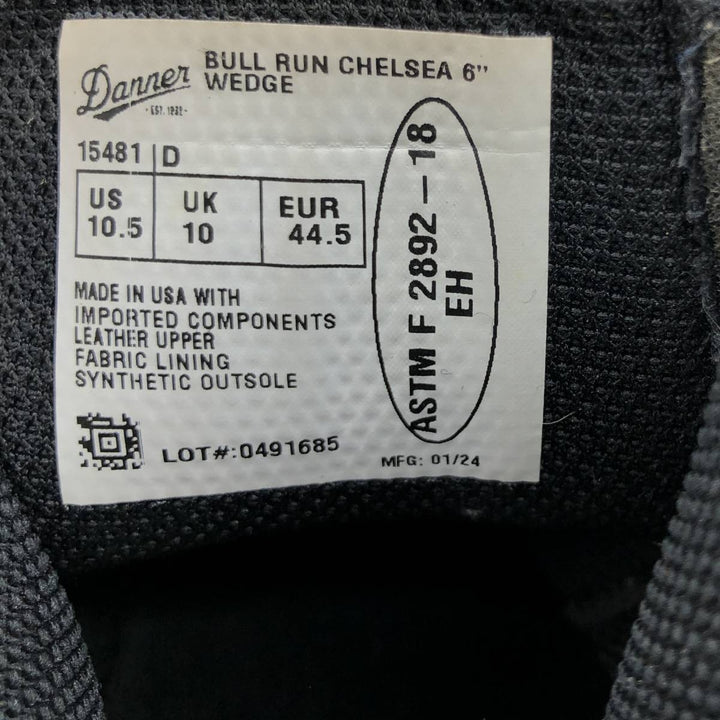 Danner
- EST. 1932 -
BULL RUN CHELSEA 6"
WEDGE
15481 | D
US 10.5
UK 10
EUR 44.5
MADE IN USA WITH
IMPORTED COMPONENTS
LEATHER UPPER
FABRIC LINING
SYNTHETIC OUTSOLE
LOT#:0491685
ASTM F 2892-18
EH
MFG: 01/24